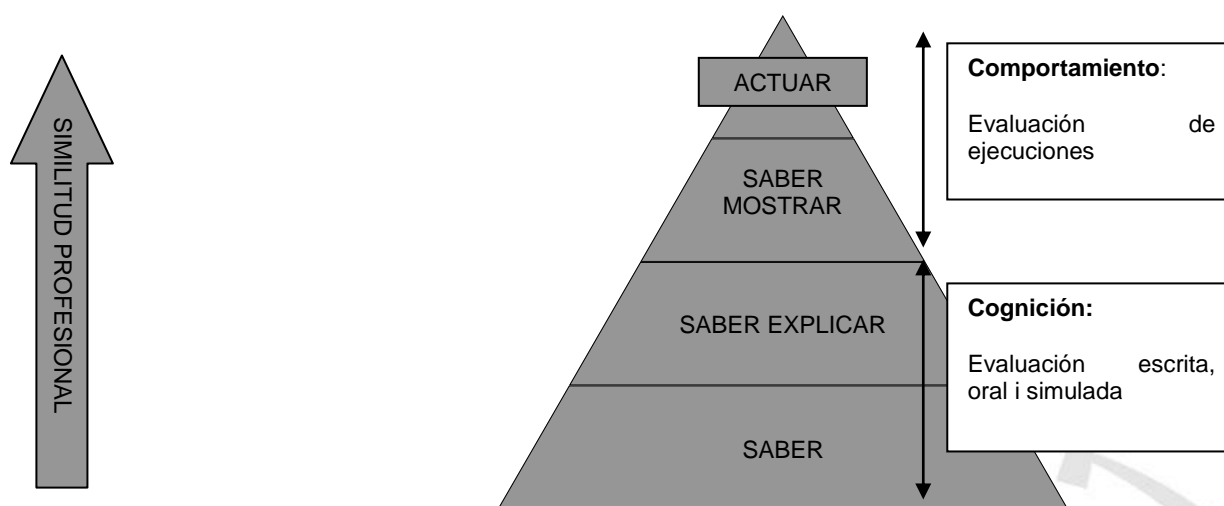 SIMILITUD PROFESIONAL
ACTUAR
SABER
MOSTRAR
SABER EXPLICAR
SABER
Comportamiento:
Evaluación de
ejecuciones
Cognición:
Evaluación escrita,
oral i simulada